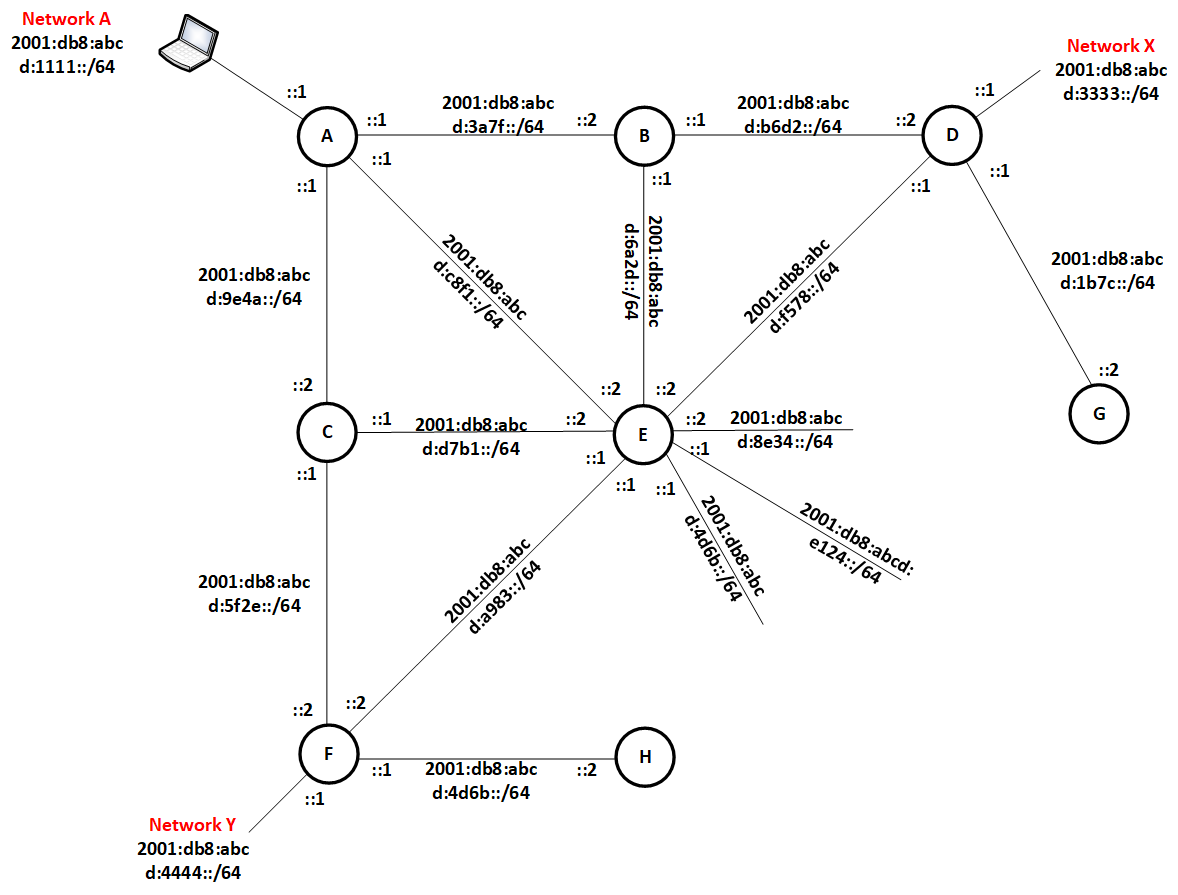 Network A
2001:db8:abc
d:1111::/64
::1
Network X
2001:db8:abc
d:3333::/64
::1
A
::1
2001:db8:abc
d:3a7f::/64
::2
B
::1
2001:db8:abc
d:b6d2::/64
::2
D
::1
::1
::1
::1
::1
2001:db8:abc
d:9e4a::/64
2001:db8:abc
d:c8f1::/64
2001:db8:abc
d:6a2d::/64
2001:db8:abc
d:f578::/64
2001:db8:abc
d:1b7c::/64
::2
::2
::2
::2
G
C
::1
2001:db8:abc
d:d7b1::/64
::2
E
::2
2001:db8:abc
d:8e34::/64
::1
::1
::1
::1
::1
2001:db8:abc
d:4d6b::/64
2001:db8:abcd:
e124::/64
2001:db8:abc
d:5f2e::/64
2001:db8:abc
d:a983::/64
::2
::2
F
::1
2001:db8:abc
d:4d6b::/64
::2
H
::1
Network Y
2001:db8:abc
d:4444::/64